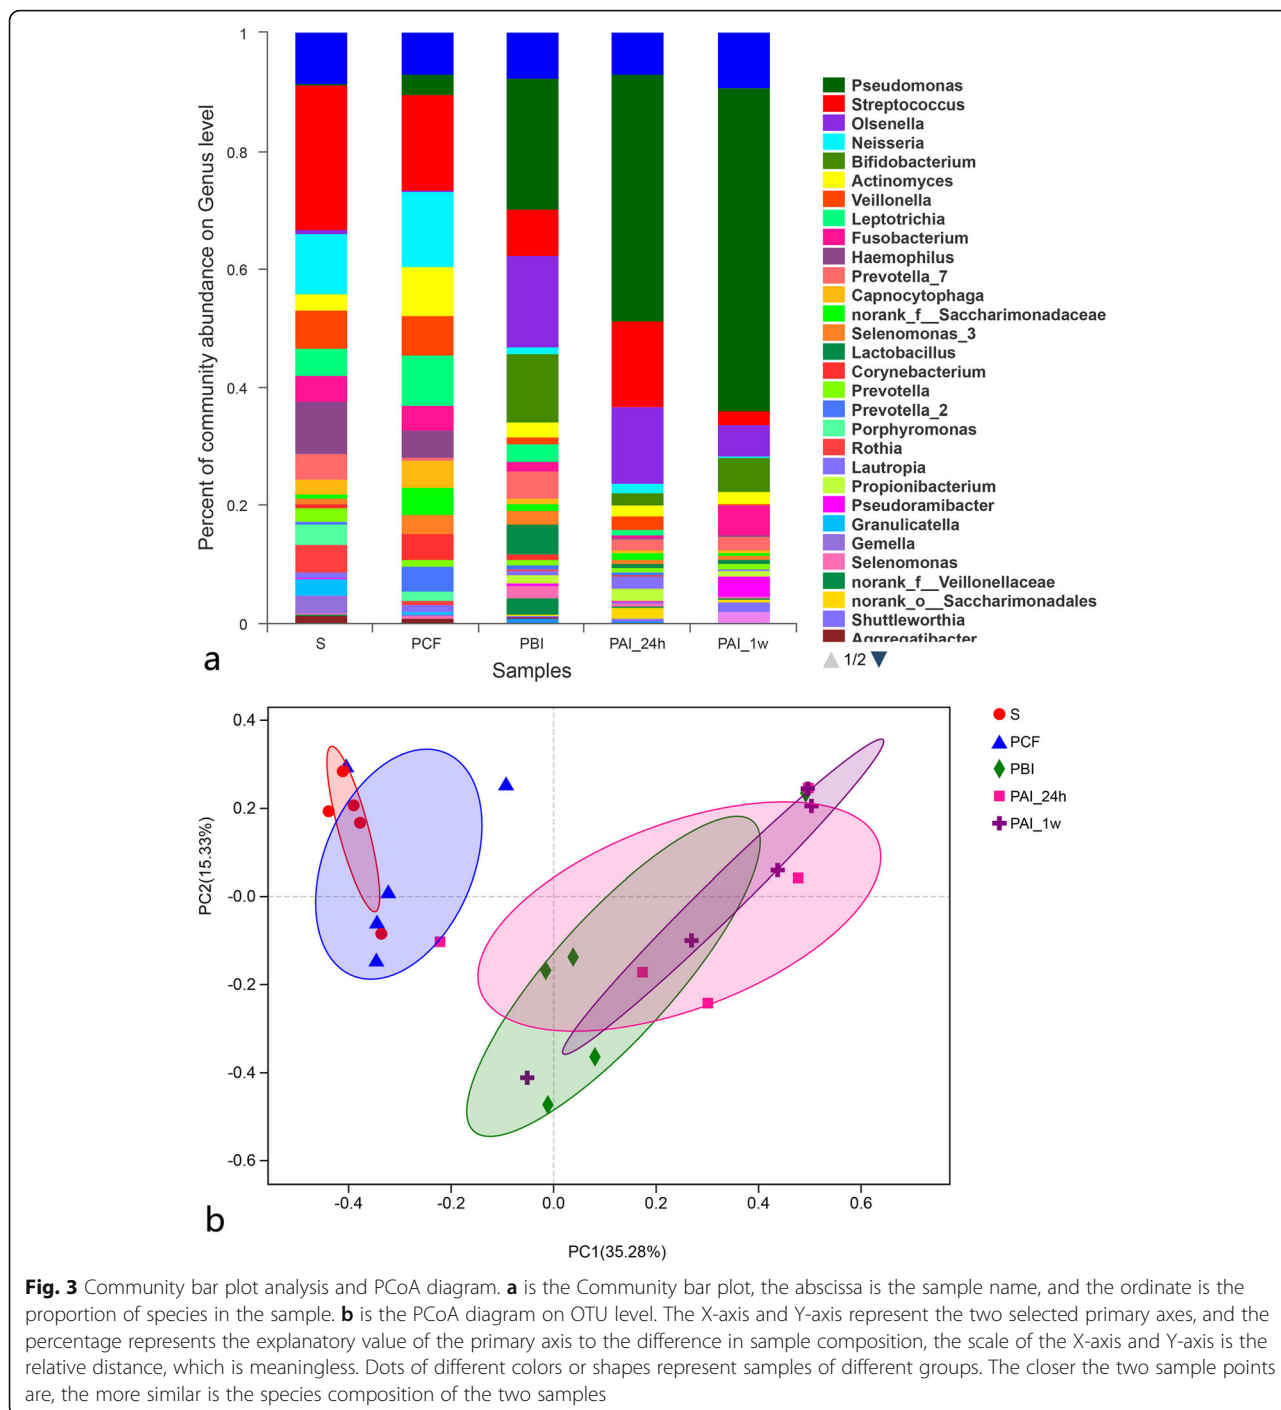 1
0.8
0.6
0.4
0.2
0
Percent of community abundance on Genus level
S
PCF
PBI
PAI_24h
PAI_1w
Samples
a
Pseudomonas
Streptococcus
Olsenella
Neisseria
Bifidobacterium
Actinomyces
Veillonella
Leptotrichia
Fusobacterium
Haemophilus
Prevotella_7
Capnocytophaga
norank_f__Saccharimonadaceae
Selenomonas_3
Lactobacillus
Corynebacterium
Prevotella
Prevotella_2
Porphyromonas
Rothia
Lautropia
Propionibacterium
Pseudoramibacter
Granulicatella
Gemella
Selenomonas
norank_f__Veillonellaceae
norank_o__Saccharimonadales
Shuttleworthia
Aggregatibacter
1/2
0.4
0.2
-0.0
-0.2
-0.4
-0.6
PC2(15.33%)
-0.4
-0.2
0.0
0.2
0.4
0.6
PC1(35.28%)
b
S
PCF
PBI
PAI_24h
PAI_1w
Fig. 3 Community bar plot analysis and PCoA diagram. a is the Community bar plot, the abscissa is the sample name, and the ordinate is the
proportion of species in the sample. b is the PCoA diagram on OTU level. The X-axis and Y-axis represent the two selected primary axes, and the
percentage represents the explanatory value of the primary axis to the difference in sample composition, the scale of the X-axis and Y-axis is the
relative distance, which is meaningless. Dots of different colors or shapes represent samples of different groups. The closer the two sample points
are, the more similar is the species composition of the two samples